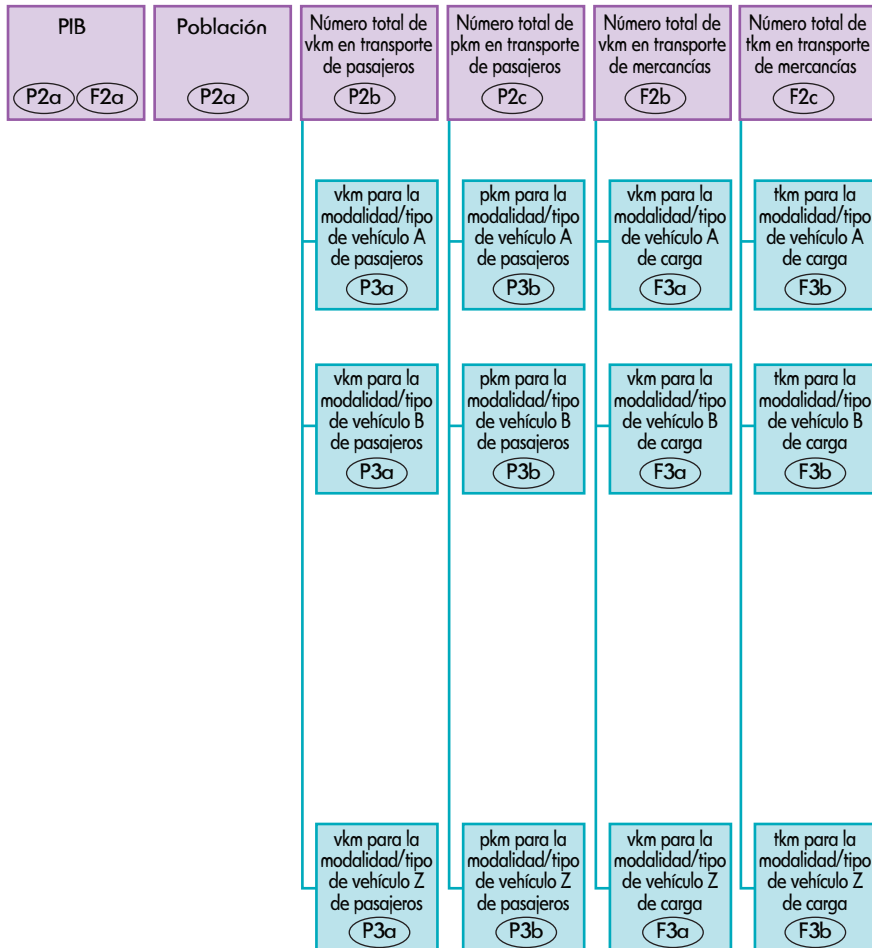 PIB
P2a F2a
Población
P2a
Número total de
vkm en transporte
de pasajeros
P2b
Número total de
pkm en transporte
de pasajeros
P2c
Número total de
vkm en transporte
de mercancías
F2b
Número total de
tkm en transporte
de mercancías
F2c
vkm para la
modalidad/tipo
de vehículo A
de pasajeros
P3a
pkm para la
modalidad/tipo
de vehículo A
de pasajeros
P3b
vkm para la
modalidad/tipo
de vehículo A
de carga
F3a
tkm para la
modalidad/tipo
de vehículo A
de carga
F3b
vkm para la
modalidad/tipo
de vehículo B
de pasajeros
P3a
pkm para la
modalidad/tipo
de vehículo B
de pasajeros
P3b
vkm para la
modalidad/tipo
de vehículo B
de carga
F3a
tkm para la
modalidad/tipo
de vehículo B
de carga
F3b
vkm para la
modalidad/tipo
de vehículo Z
de pasajeros
P3a
pkm para la
modalidad/tipo
de vehículo Z
de pasajeros
P3b
vkm para la
modalidad/tipo
de vehículo Z
de carga
F3a
tkm para la
modalidad/tipo
de vehículo Z
de carga
F3b